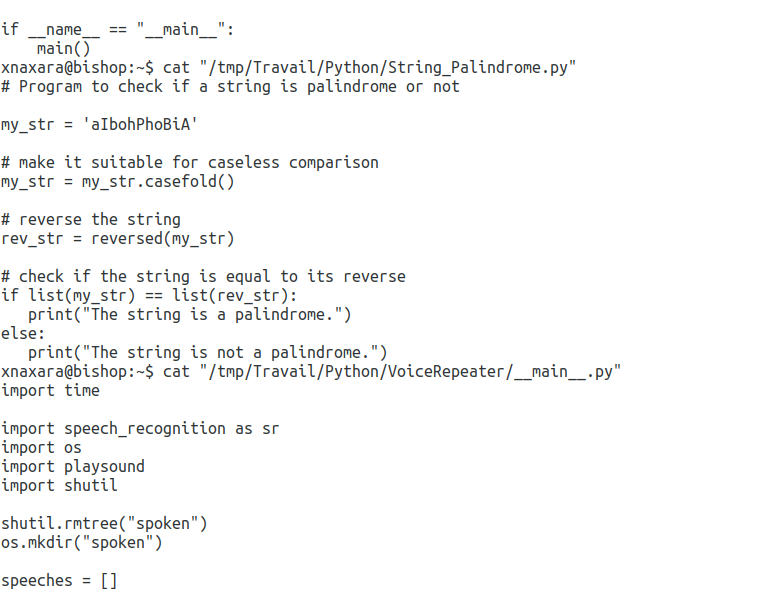 if __name__ == "__main__":
    main()
xnaxara@bishop:~$ cat "/tmp/Travail/Python/String_Palindrome.py"
# Program to check if a string is palindrome or not

my_str = 'aIbohPhoBiA'

# make it suitable for caseless comparison
my_str = my_str.casefold()

# reverse the string
rev_str = reversed(my_str)

# check if the string is equal to its reverse
if list(my_str) == list(rev_str):
   print("The string is a palindrome.")
else:
   print("The string is not a palindrome.")
xnaxara@bishop:~$ cat "/tmp/Travail/Python/VoiceRepeater/__main__.py"
import time

import speech_recognition as sr
import os
import playsound
import shutil

shutil.rmtree("spoken")
os.mkdir("spoken")

speeches = []